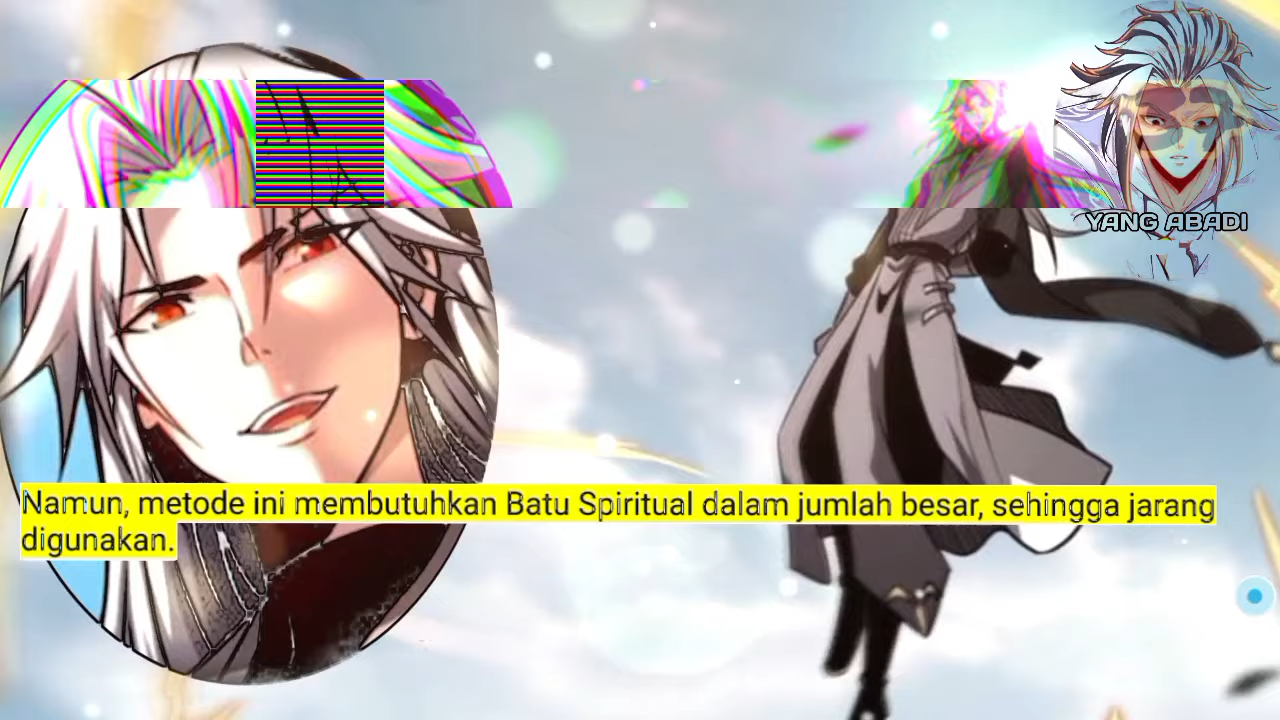 YANG ABADI
Namun, metode ini membutuhkan Batu Spiritual dalam jumlah besar, sehingga jarang
digunakan.